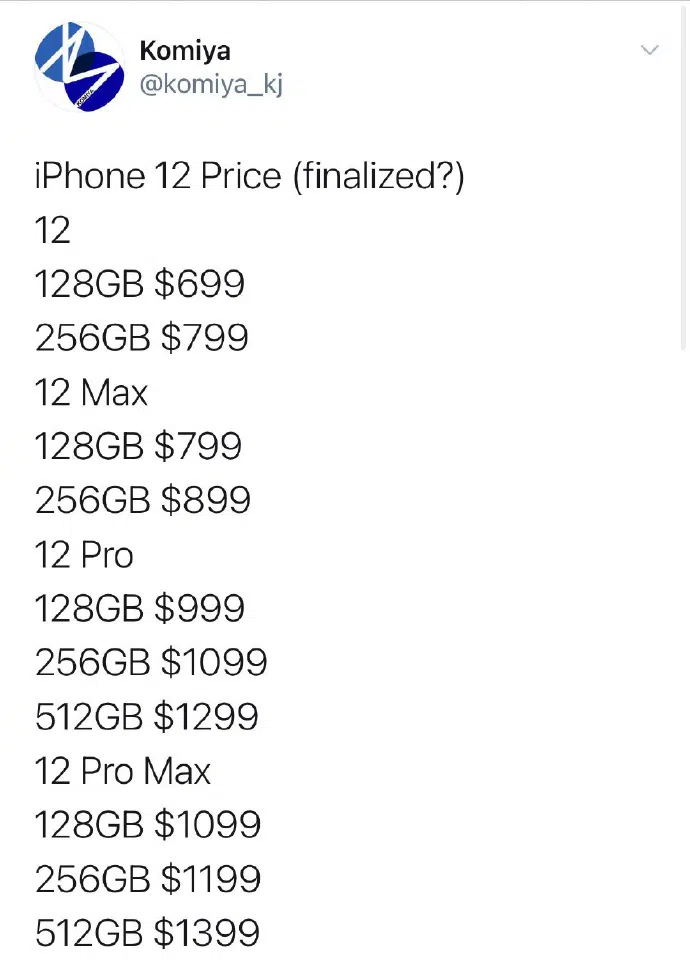 Komiya
@komiya_kj
iPhone 12 Price (finalized?)
12
128GB $699
256GB $799
12 Max
128GB $799
256GB $899
12 Pro
128GB $999
256GB $1099
512GB $1299
12 Pro Max
128GB $1099
256GB $1199
512GB $1399